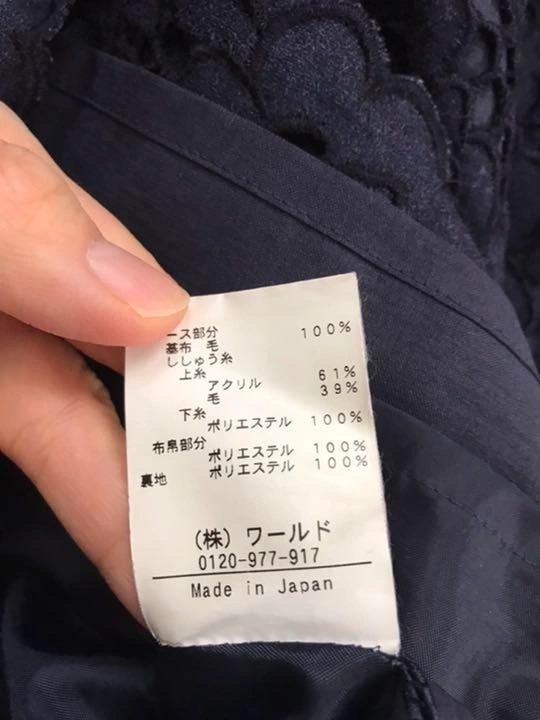 ース部分
基布 毛 100%
ししゅう糸
上糸
アクリル 61%
毛 39%
下糸
ポリエステル 100%
布帛部分
ポリエステル 100%
裏地 ポリエステル 100%
(株) ワールド
0120-977-917
Made in Japan